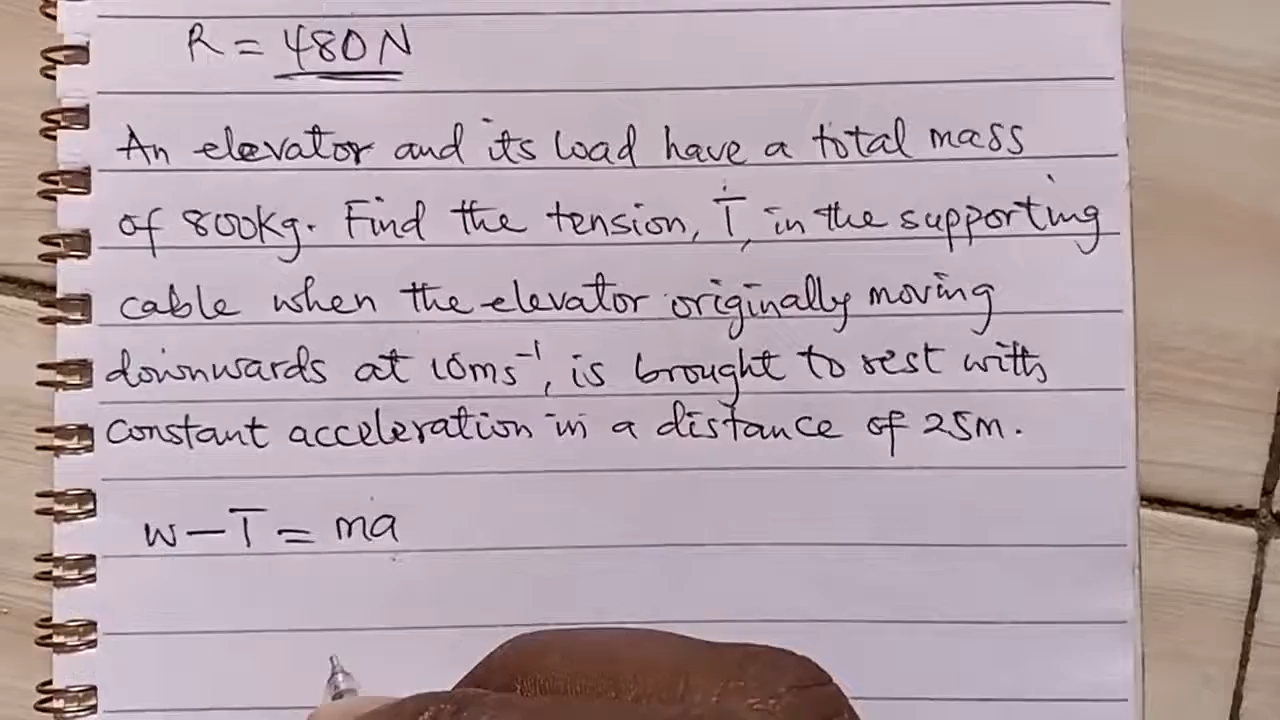 R = 480N
An elevator and its load have a total mass
of 800kg. Find the tension, T, in the supporting
cable when the elevator originally moving
downwards at 10ms⁻¹, is brought to rest with
constant acceleration in a distance of 25m.
W – T = ma